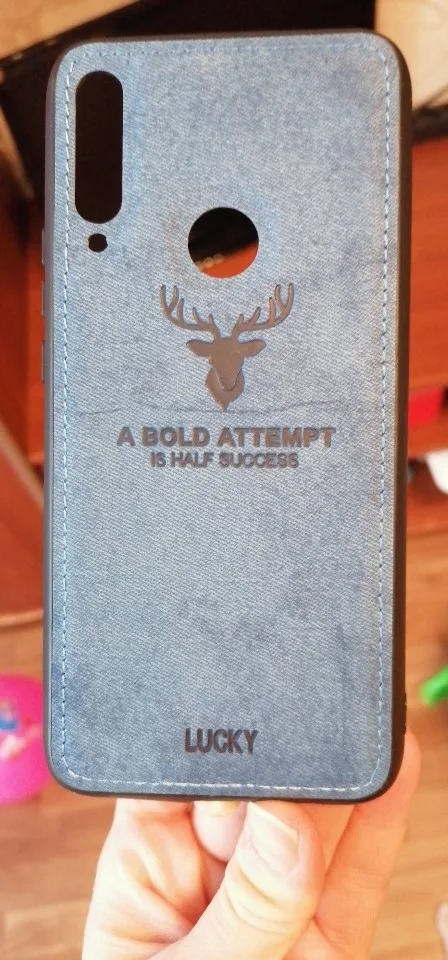 A BOLD ATTEMPT
IS HALF SUCCESS
LUCKY